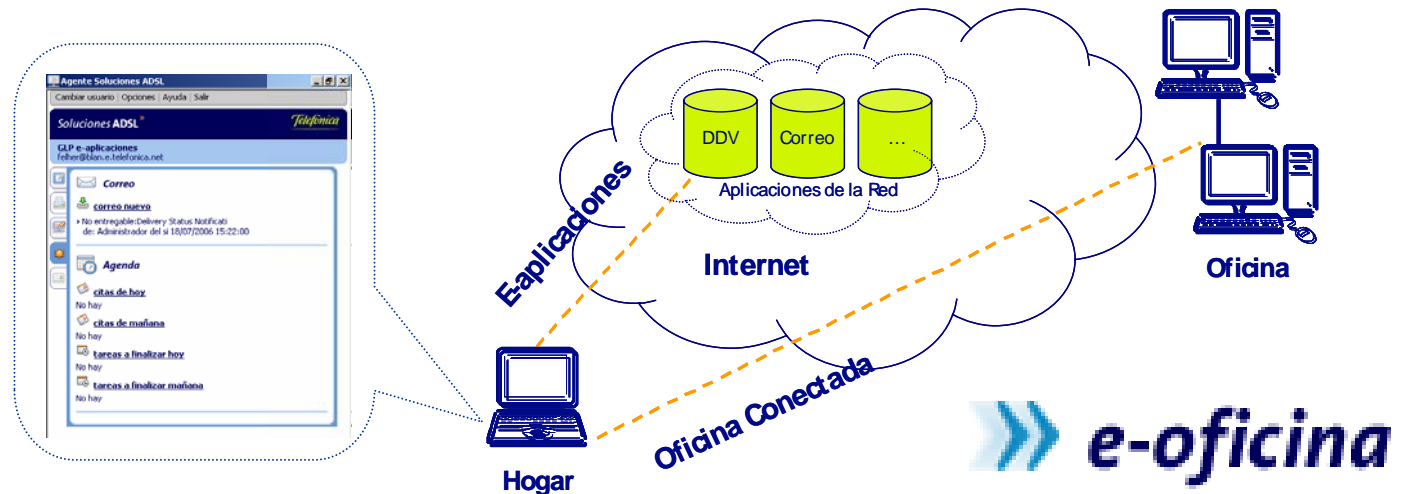 Agente Soluciones ADSL
Cambiar usuario | Opciones | Ayuda | Salir
Soluciones ADSL
Telefónica
GLP e-aplicaciones
felher@blan.e.telefonica.net
Correo
correo nuevo
No entregable:Delivery Status Notificati
de: Administrador del si 18/07/2006 15:22:00
Agenda
citas de hoy
No hay
citas de mañana
No hay
tareas a finalizar hoy
No hay
tareas a finalizar mañana
No hay
DDV
Correo
...
Aplicaciones de la Red
E-aplicaciones
Internet
Oficina
Oficina Conectada
Hogar
e-oficina